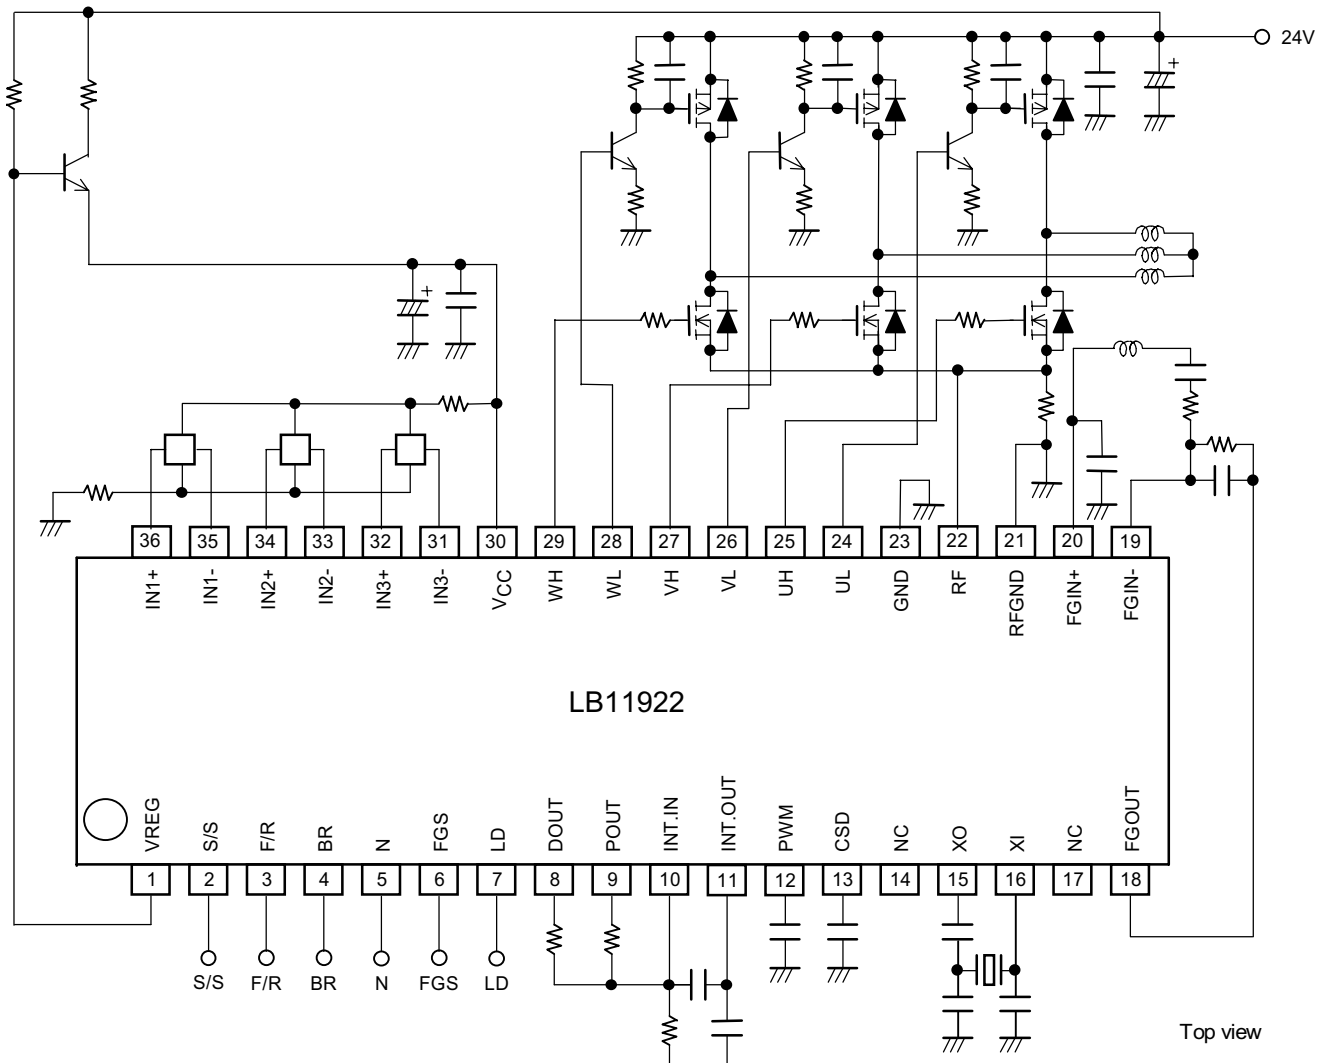 24V
+
+
36 35 34 33 32 31 30 29 28 27 26 25 24 23 22 21 20 19
IN1+ IN1- IN2+ IN2- IN3+ IN3- VCC WH WL VH VL UH UL GND RF RFGND FGIN+ FGIN-
LB11922
VREG S/S F/R BR N FGS LD DOUT POUT INT.IN INT.OUT PWM CSD NC XO XI NC FGOUT
1 2 3 4 5 6 7 8 9 10 11 12 13 14 15 16 17 18
S/S F/R BR N FGS LD
Top view